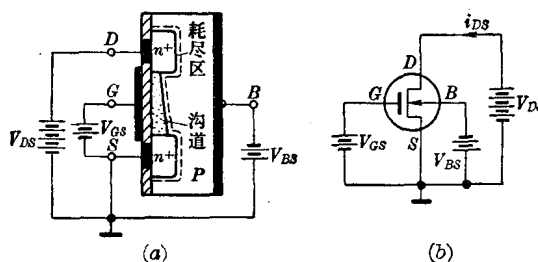 D
G
S
V_DS
V_GS
n+
耗尽区
沟道
n+
P
B
V_BS
(a)
i_DS
D
G
B
S
V_GS
V_BS
V_D
(b)